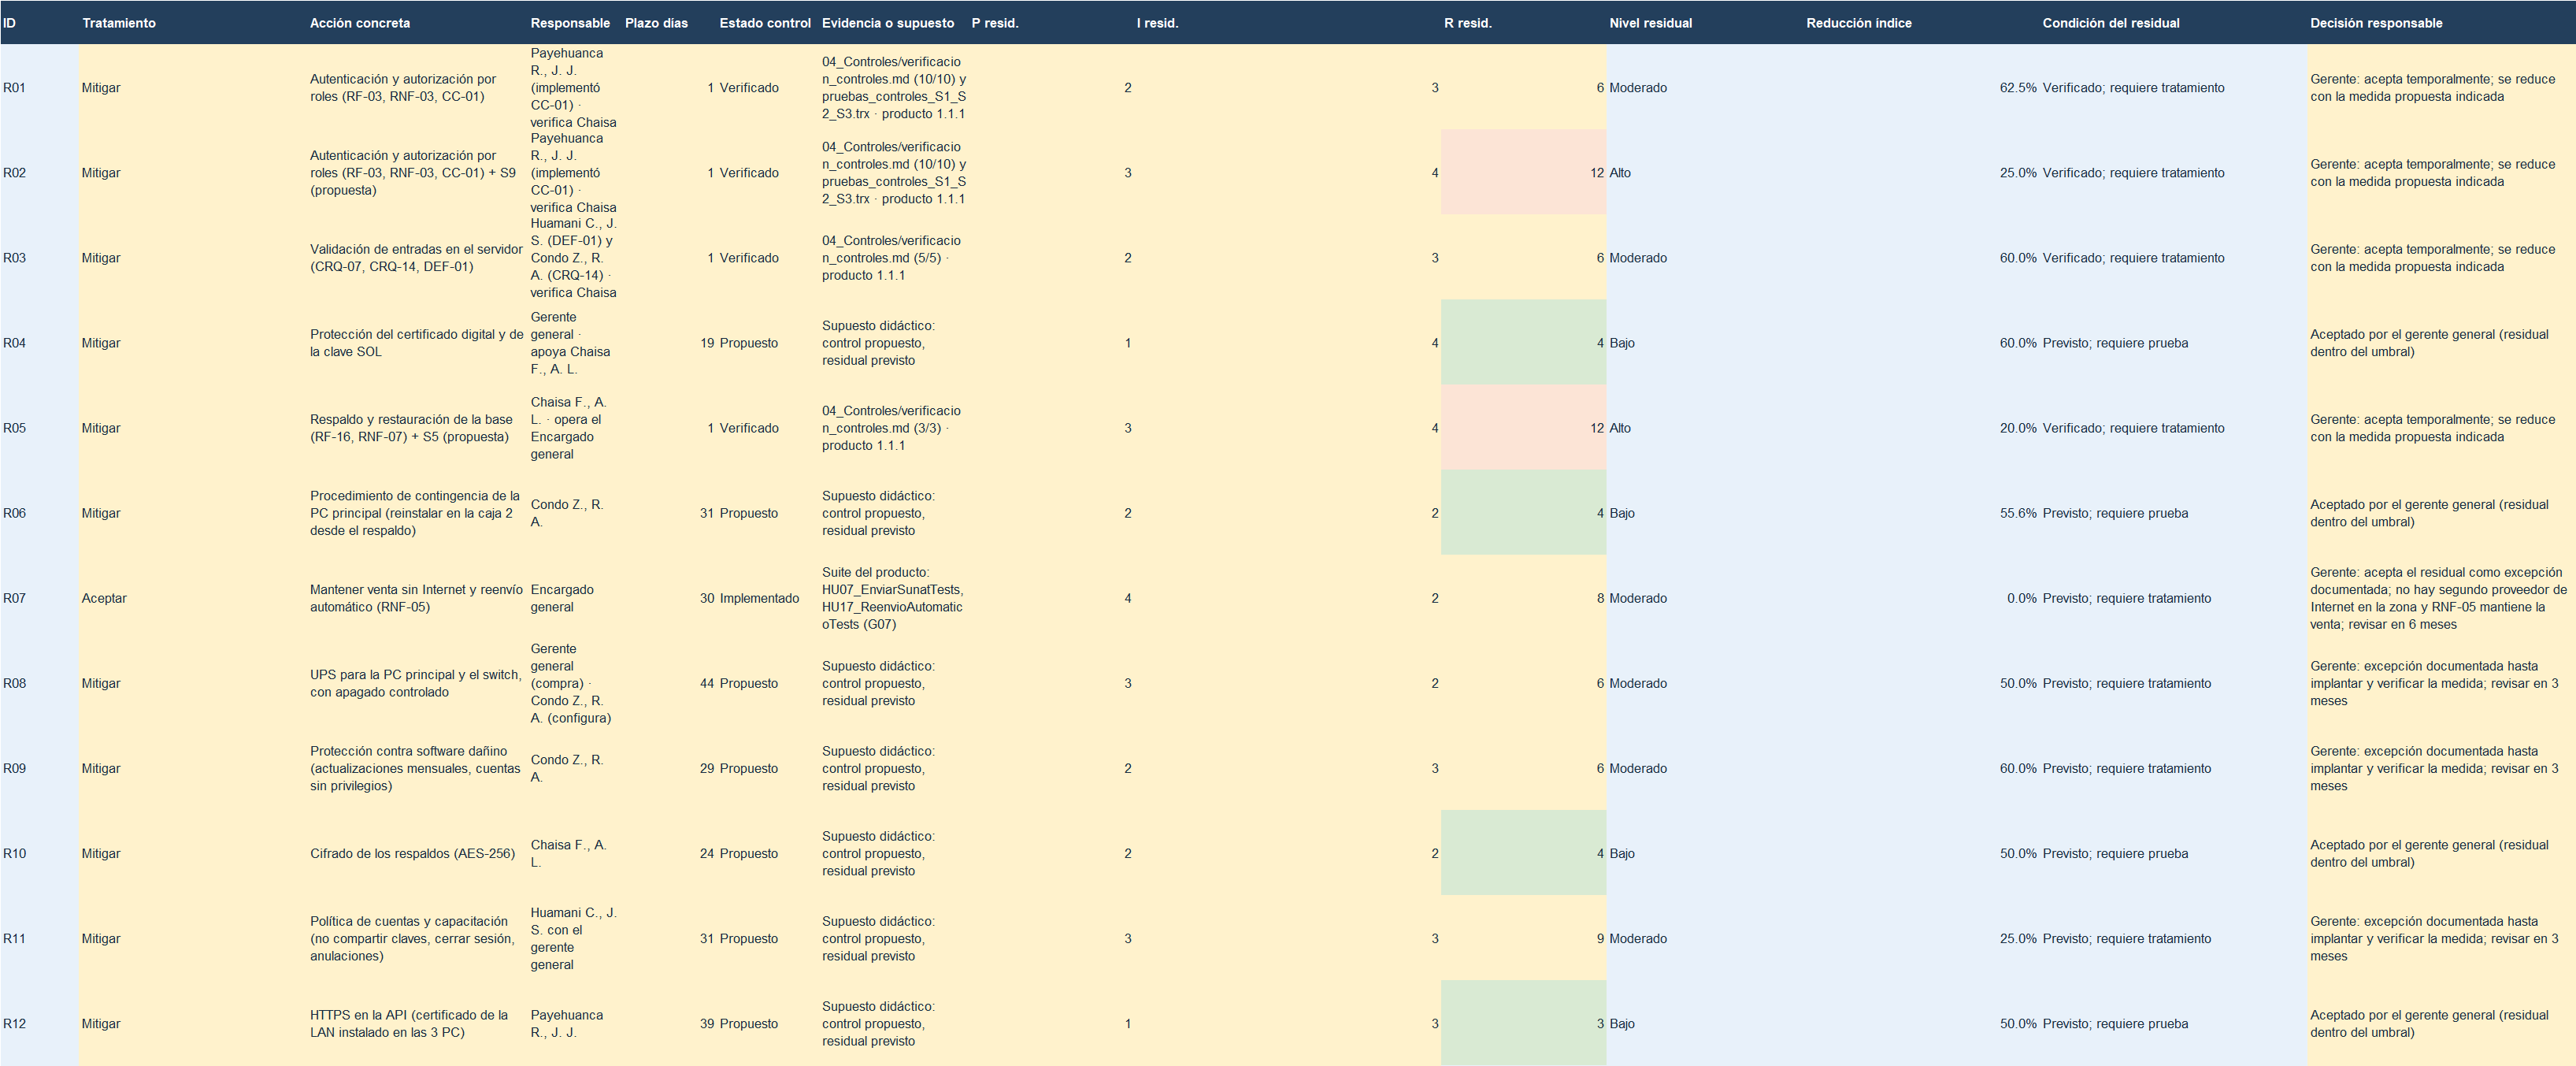 ID Tratamiento Acción concreta Responsable Plazo días Estado control Evidencia o supuesto P resid. I resid. R resid. Nivel residual Reducción índice Condición del residual Decisión responsable
R01
Mitigar
Autenticación y autorización por
roles (RF-03, RNF-03, CC-01)
Payehuanca
R., J. J.
(implementó
CC-01) ·
verifica Chaisa
1 Verificado
04_Controles/verificacio
n_controles.md (10/10) y
pruebas_controles_S1_S
2_S3.trx · producto 1.1.1
2
3
6 Moderado
62.5% Verificado; requiere tratamiento
Gerente: acepta temporalmente; se reduce
con la medida propuesta indicada
R02
Mitigar
Autenticación y autorización por
roles (RF-03, RNF-03, CC-01) + S9
(propuesta)
Payehuanca
R., J. J.
(implementó
CC-01) ·
verifica Chaisa
1 Verificado
04_Controles/verificacio
n_controles.md (10/10) y
pruebas_controles_S1_S
2_S3.trx · producto 1.1.1
3
4
12 Alto
25.0% Verificado; requiere tratamiento
Gerente: acepta temporalmente; se reduce
con la medida propuesta indicada
R03
Mitigar
Validación de entradas en el servidor
(CRQ-07, CRQ-14, DEF-01)
Huamani C., J.
S. (DEF-01) y
Condo Z., R.
A. (CRQ-14) ·
verifica Chaisa
1 Verificado
04_Controles/verificacio
n_controles.md (5/5) ·
producto 1.1.1
2
3
6 Moderado
60.0% Verificado; requiere tratamiento
Gerente: acepta temporalmente; se reduce
con la medida propuesta indicada
R04
Mitigar
Protección del certificado digital y de
la clave SOL
Gerente
general ·
apoya Chaisa
F., A. L.
19 Propuesto
Supuesto didáctico:
control propuesto,
residual previsto
1
4
4 Bajo
60.0% Previsto; requiere prueba
Aceptado por el gerente general (residual
dentro del umbral)
R05
Mitigar
Respaldo y restauración de la base
(RF-16, RNF-07) + S5 (propuesta)
Chaisa F., A.
L. · opera el
Encargado
general
1 Verificado
04_Controles/verificacio
n_controles.md (3/3) ·
producto 1.1.1
3
4
12 Alto
20.0% Verificado; requiere tratamiento
Gerente: acepta temporalmente; se reduce
con la medida propuesta indicada
R06
Mitigar
Procedimiento de contingencia de la
PC principal (reinstalar en la caja 2
desde el respaldo)
Condo Z., R.
A.
31 Propuesto
Supuesto didáctico:
control propuesto,
residual previsto
2
2
4 Bajo
55.6% Previsto; requiere prueba
Aceptado por el gerente general (residual
dentro del umbral)
R07
Aceptar
Mantener venta sin Internet y reenvío
automático (RNF-05)
Encargado
general
30 Implementado
Suite del producto:
HU07_EnviarSunatTests,
HU17_ReenvioAutomatic
oTests (G07)
4
2
8 Moderado
0.0% Previsto; requiere tratamiento
Gerente: acepta el residual como excepción
documentada; no hay segundo proveedor de
Internet en la zona y RNF-05 mantiene la
venta; revisar en 6 meses
R08
Mitigar
UPS para la PC principal y el switch,
con apagado controlado
Gerente
general
(compra) ·
Condo Z., R.
A. (configura)
44 Propuesto
Supuesto didáctico:
control propuesto,
residual previsto
3
2
6 Moderado
50.0% Previsto; requiere tratamiento
Gerente: excepción documentada hasta
implantar y verificar la medida; revisar en 3
meses
R09
Mitigar
Protección contra software dañino
(actualizaciones mensuales, cuentas
sin privilegios)
Condo Z., R.
A.
29 Propuesto
Supuesto didáctico:
control propuesto,
residual previsto
2
3
6 Moderado
60.0% Previsto; requiere tratamiento
Gerente: excepción documentada hasta
implantar y verificar la medida; revisar en 3
meses
R10
Mitigar
Cifrado de los respaldos (AES-256)
Chaisa F., A.
L.
24 Propuesto
Supuesto didáctico:
control propuesto,
residual previsto
2
2
4 Bajo
50.0% Previsto; requiere prueba
Aceptado por el gerente general (residual
dentro del umbral)
R11
Mitigar
Política de cuentas y capacitación
(no compartir claves, cerrar sesión,
anulaciones)
Huamani C., J.
S. con el
gerente
general
31 Propuesto
Supuesto didáctico:
control propuesto,
residual previsto
3
3
9 Moderado
25.0% Previsto; requiere tratamiento
Gerente: excepción documentada hasta
implantar y verificar la medida; revisar en 3
meses
R12
Mitigar
HTTPS en la API (certificado de la
LAN instalado en las 3 PC)
Payehuanca
R., J. J.
39 Propuesto
Supuesto didáctico:
control propuesto,
residual previsto
1
3
3 Bajo
50.0% Previsto; requiere prueba
Aceptado por el gerente general (residual
dentro del umbral)